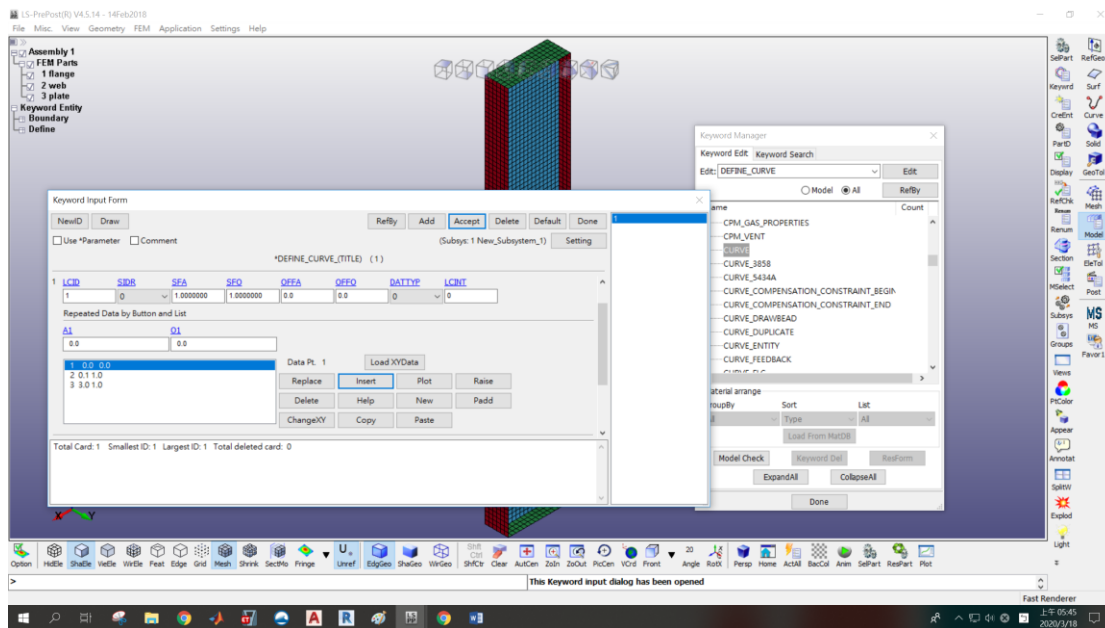 LS-PrePost(R) V4.5.14 - 14Feb2018
File Misc. View Geometry FEM Application Settings Help
Assembly 1
FEM Parts
1 flange
2 web
3 plate
Keyword Entity
Boundary
Define
Keyword Input Form
NewID Draw RefBy Add Accept Delete Default Done
Use *Parameter Comment (Subsys: 1 New_Subsystem_1) Setting
*DEFINE_CURVE_(TITLE) (1)
1 LCID SIDR SFA SFO OFFA OFFO DATTYP LCINT
1 0 1.0000000 1.0000000 0.0 0.0 0 0
Repeated Data by Button and List
A1 O1
0.0 0.0
1 0.0 0.0
2 0.1 1.0
3 3.0 1.0
Data Pt. 1 Load XYData
Replace Insert Plot Raise
Delete Help New Padd
ChangeXY Copy Paste
Total Card: 1 Smallest ID: 1 Largest ID: 1 Total deleted card: 0
1
Keyword Manager
Keyword Edit Keyword Search
Edit: DEFINE_CURVE Edit
Model All RefBy
ame Count
CPM_GAS_PROPERTIES
CPM_VENT
CURVE
CURVE_3858
CURVE_5434A
CURVE_COMPENSATION_CONSTRAINT_BEGIN
CURVE_COMPENSATION_CONSTRAINT_END
CURVE_DRAWBEAD
CURVE_DUPLICATE
CURVE_ENTITY
CURVE_FEEDBACK
CURVE_FLC
aterial arrange
roupBy Sort List
Type All
Load From MatDB
Model Check Keyword Del ResForm
ExpandAll CollapseAll
Done
SelPart RefGeo
Keywrd Surf
CreEnt Curve
PartD Solid
Display GeoTol
RefChk Mesh
Renum Model
Section EleTol
MSelect Post
Subsys MS
Groups Favor1
Views
PtColor
Appear
Annotat
SplitW
Explod
Light
X Y
Option HidEle ShaEle VieEle WirEle Feat Edge Grid Mesh Shrink SectMo Fringe Unref EdgGeo ShaGeo WirGeo ShfCtr Clear AutCen ZoIn ZoOut PicCen VCrd Front 20 Angle RotX Persp Home ActAll BacCol Anim SelPart ResPart Plot
> This Keyword input dialog has been opened
Fast Renderer
上午 05:45
2020/3/18